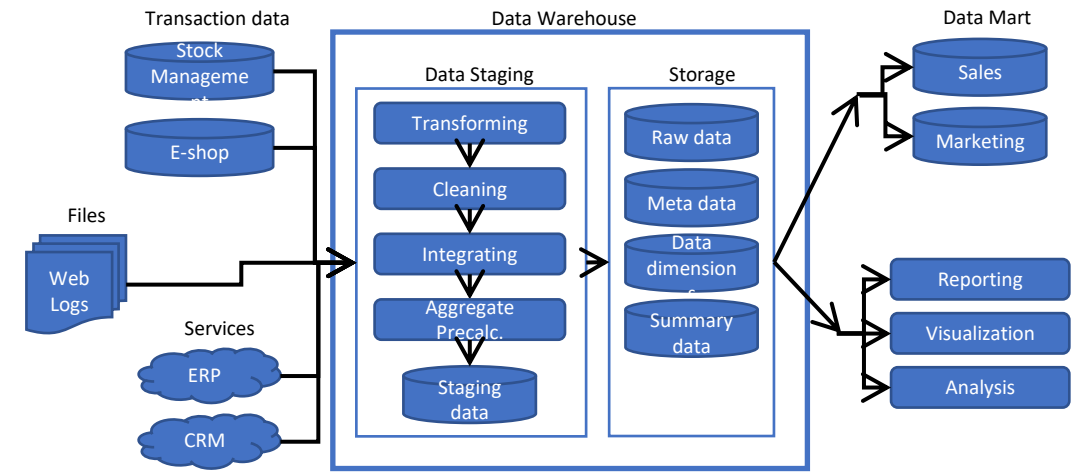 Transaction data
Stock
Manageme
nt
E-shop
Files
Web
Logs
Services
ERP
CRM
Data Warehouse
Data Staging
Transforming
Cleaning
Integrating
Aggregate
Precalc.
Staging
data
Storage
Raw data
Meta data
Data
dimension
s
Summary
data
Data Mart
Sales
Marketing
Reporting
Visualization
Analysis